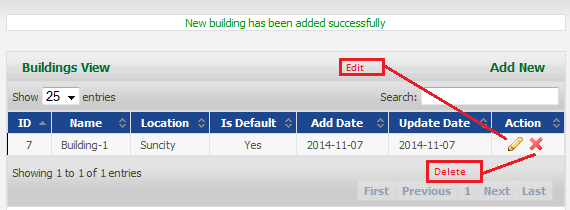 New building has been added successfully
Buildings View
Edit
Add New
Show 25 entries
Search:
ID Name Location Is Default Add Date Update Date Action
7 Building-1 Suncity Yes 2014-11-07 2014-11-07
Showing 1 to 1 of 1 entries
Delete
First Previous 1 Next Last